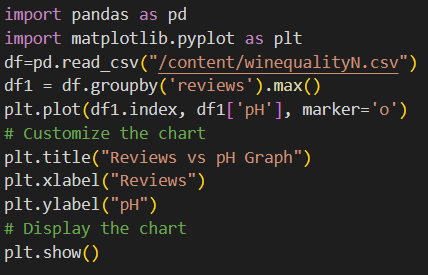 import pandas as pd
import matplotlib.pyplot as plt
df=pd.read_csv("/content/winequalityN.csv")
df1 = df.groupby('reviews').max()
plt.plot(df1.index, df1['pH'], marker='o')
# Customize the chart
plt.title("Reviews vs pH Graph")
plt.xlabel("Reviews")
plt.ylabel("pH")
# Display the chart
plt.show()